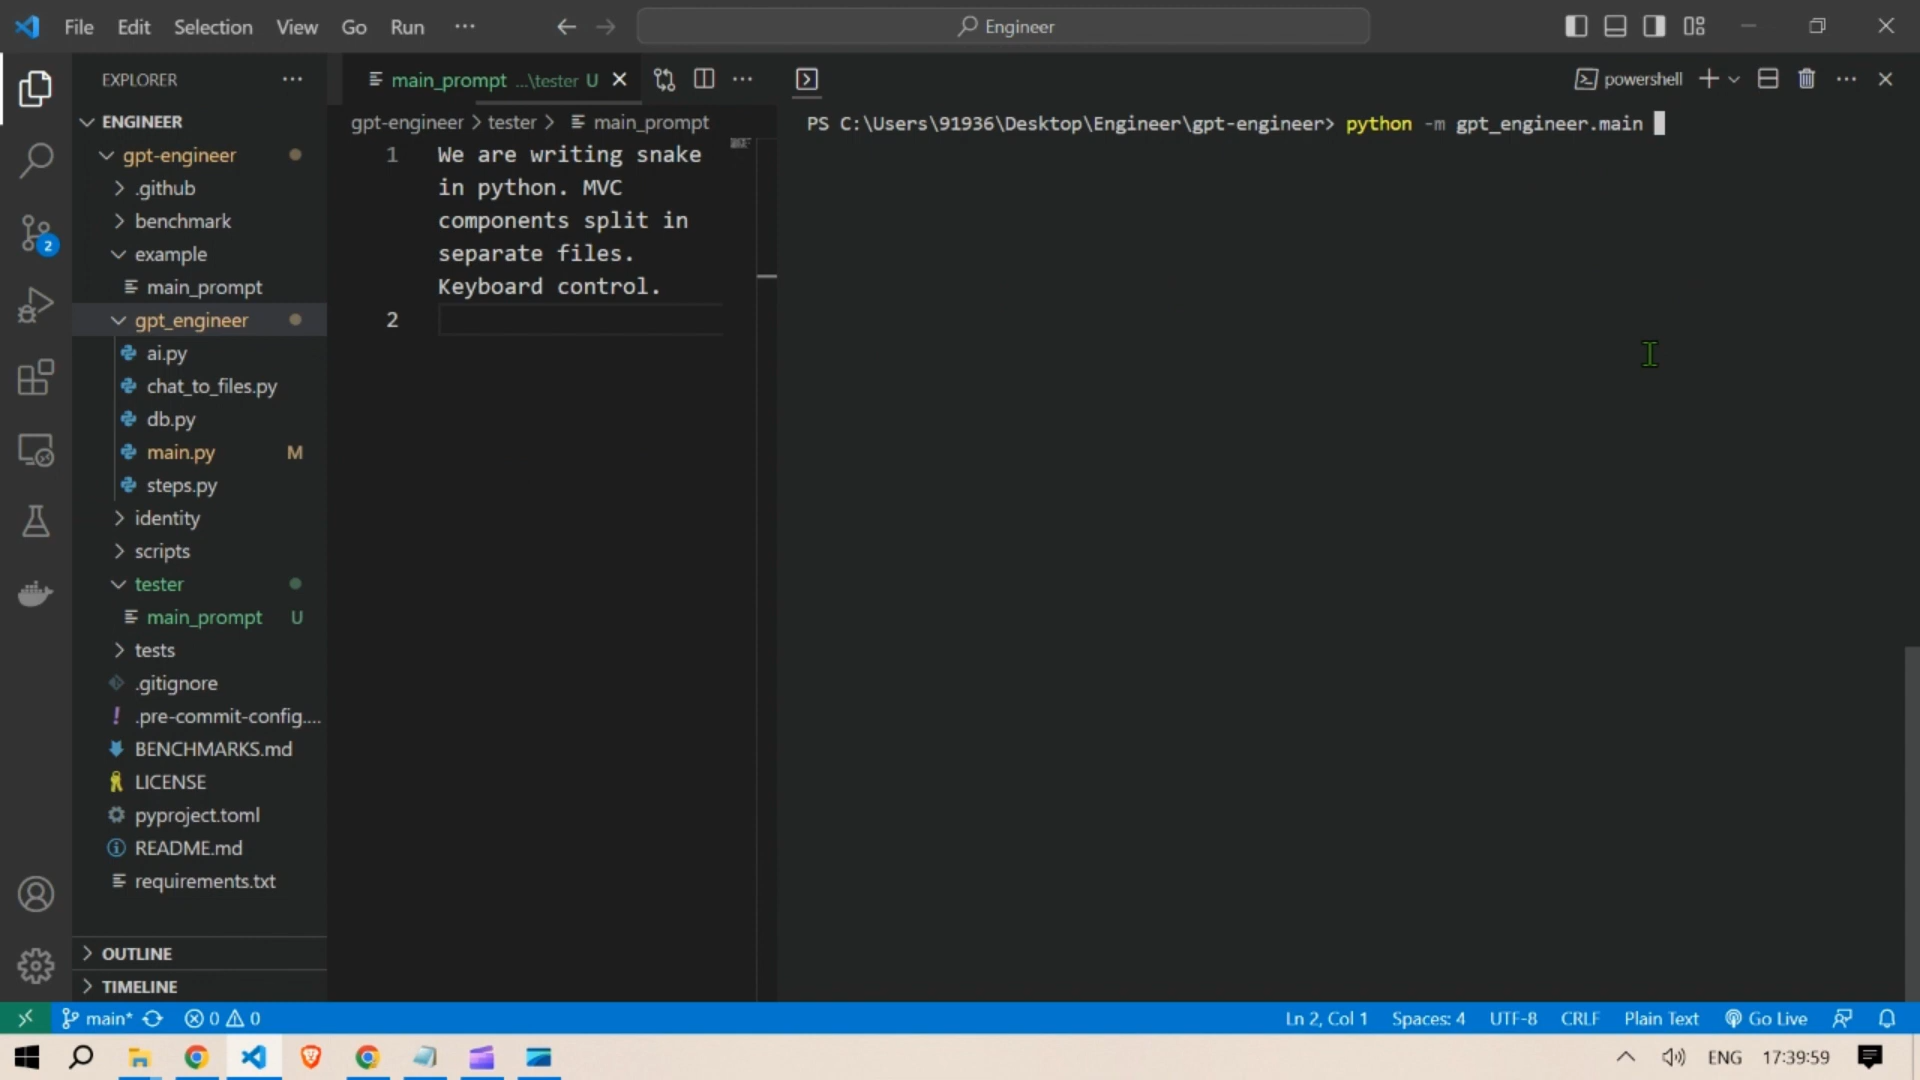 File Edit Selection View Go Run ··· Engineer
EXPLORER ···
main_prompt ...\tester U
powershell
ENGINEER
gpt-engineer > tester > main_prompt
PS C:\Users\91936\Desktop\Engineer\gpt-engineer> python -m gpt_engineer.main
gpt-engineer
.github
benchmark
example
main_prompt
gpt_engineer
ai.py
chat_to_files.py
db.py
main.py M
steps.py
identity
scripts
tester
main_prompt U
tests
.gitignore
.pre-commit-config....
BENCHMARKS.md
LICENSE
pyproject.toml
README.md
requirements.txt
OUTLINE
TIMELINE
1 We are writing snake
in python. MVC
components split in
separate files.
Keyboard control.
2
2
main* 0 0 Ln 2, Col 1 Spaces: 4 UTF-8 CRLF Plain Text Go Live
ENG 17:39:59